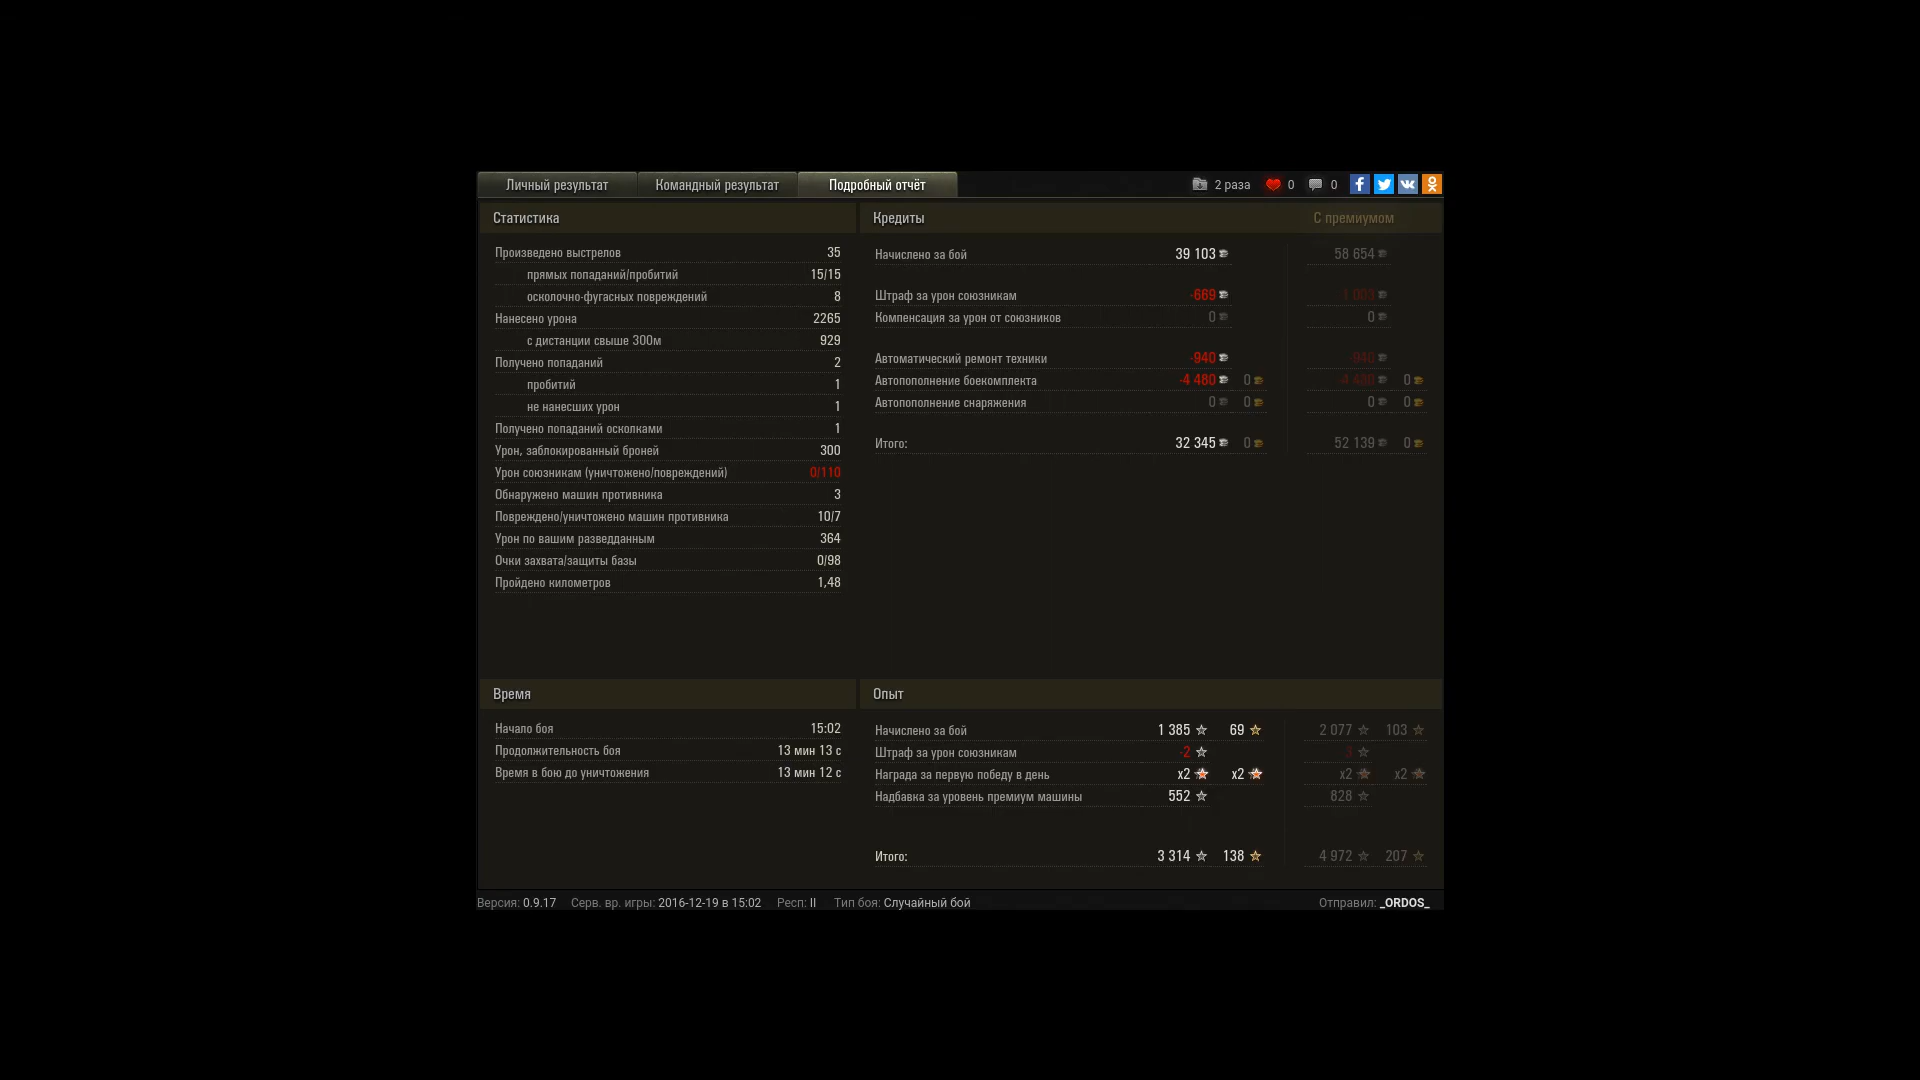 Личный результат Командный результат Подробный отчёт 2 раза 0 0
Статистика
Произведено выстрелов 35
прямых попаданий/пробитий 15/15
осколочно-фугасных повреждений 8
Нанесено урона 2265
с дистанции свыше 300м 929
Получено попаданий 2
пробитий 1
не нанесших урон 1
Получено попаданий осколками 1
Урон, заблокированный броней 300
Урон союзникам (уничтожено/повреждений) 0/110
Обнаружено машин противника 3
Повреждено/уничтожено машин противника 10/7
Урон по вашим разведданным 364
Очки захвата/защиты базы 0/98
Пройдено километров 1,48
Кредиты С премиумом
Начислено за бой 39 103 58 654
Штраф за урон союзникам -669
Компенсация за урон от союзников 0 0
Автоматический ремонт техники -940 -940
Автопополнение боекомплекта -4 480 0 -4 480 0
Автопополнение снаряжения 0 0 0 0
Итого: 32 345 0 52 139 0
Время
Начало боя 15:02
Продолжительность боя 13 мин 13 с
Время в бою до уничтожения 13 мин 12 с
Опыт
Начислено за бой 1 385 69 2 077 103
Штраф за урон союзникам -2
Награда за первую победу в день x2 x2 x2 x2
Надбавка за уровень премиум машины 552 828
Итого: 3 314 138 4 972 207
Версия: 0.9.17 Серв. вр. игры: 2016-12-19 в 15:02 Респ: II Тип боя: Случайный бой Отправил: _ORDOS_